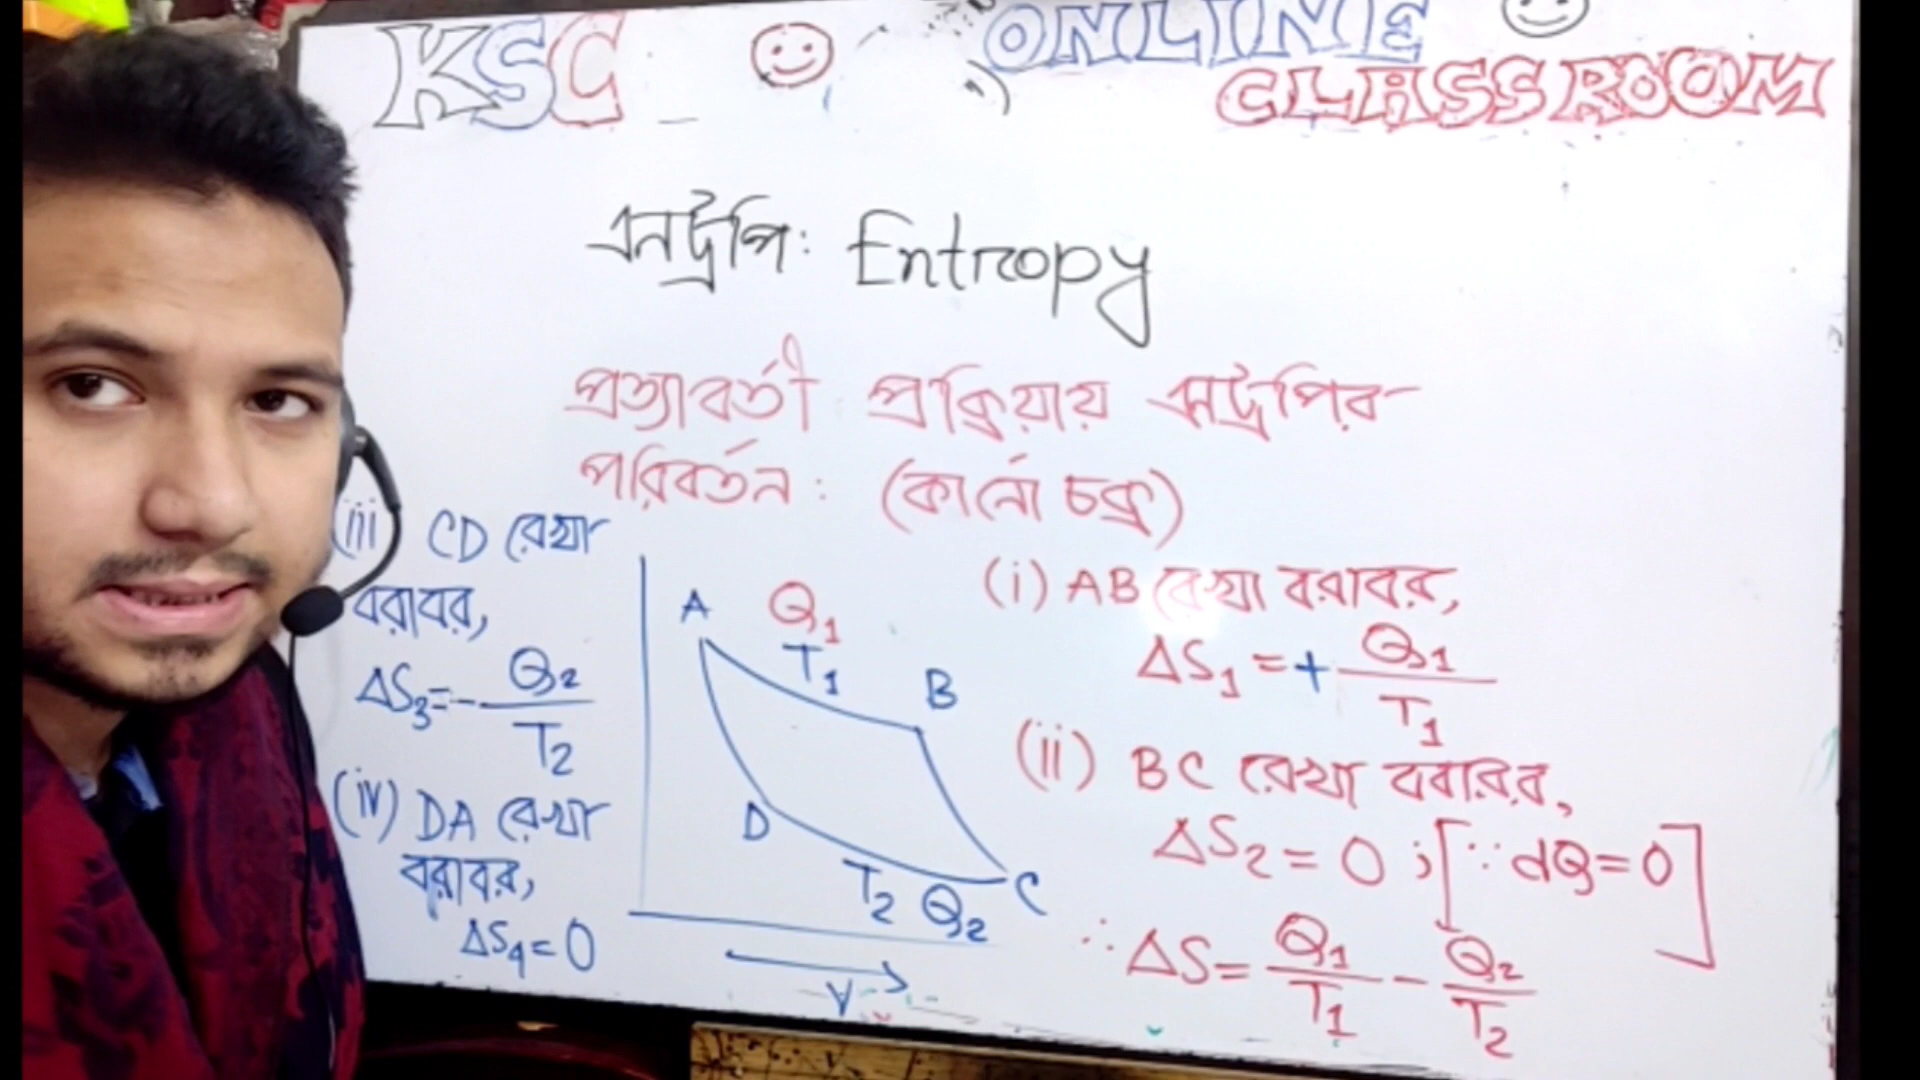 KSC
ONLINE
CLASSROOM
এনট্রপি: Entropy
প্রত্যাবর্তী প্রক্রিয়ায় এনট্রপির
পরিবর্তন: (কার্নো চক্র)
(i) AB রেখা বরাবর,
ΔS₁ = + Q₁/T₁
(ii) BC রেখা বরাবর,
ΔS₂ = 0 ; [∵ dQ = 0]
∴ ΔS = Q₁/T₁ - Q₂/T₂
(iii) CD রেখা
বরাবর,
ΔS₃ = - Q₂/T₂
(iv) DA রেখা
বরাবর,
ΔS₄ = 0
A Q₁
T₁
B
D
T₂ Q₂ C
V